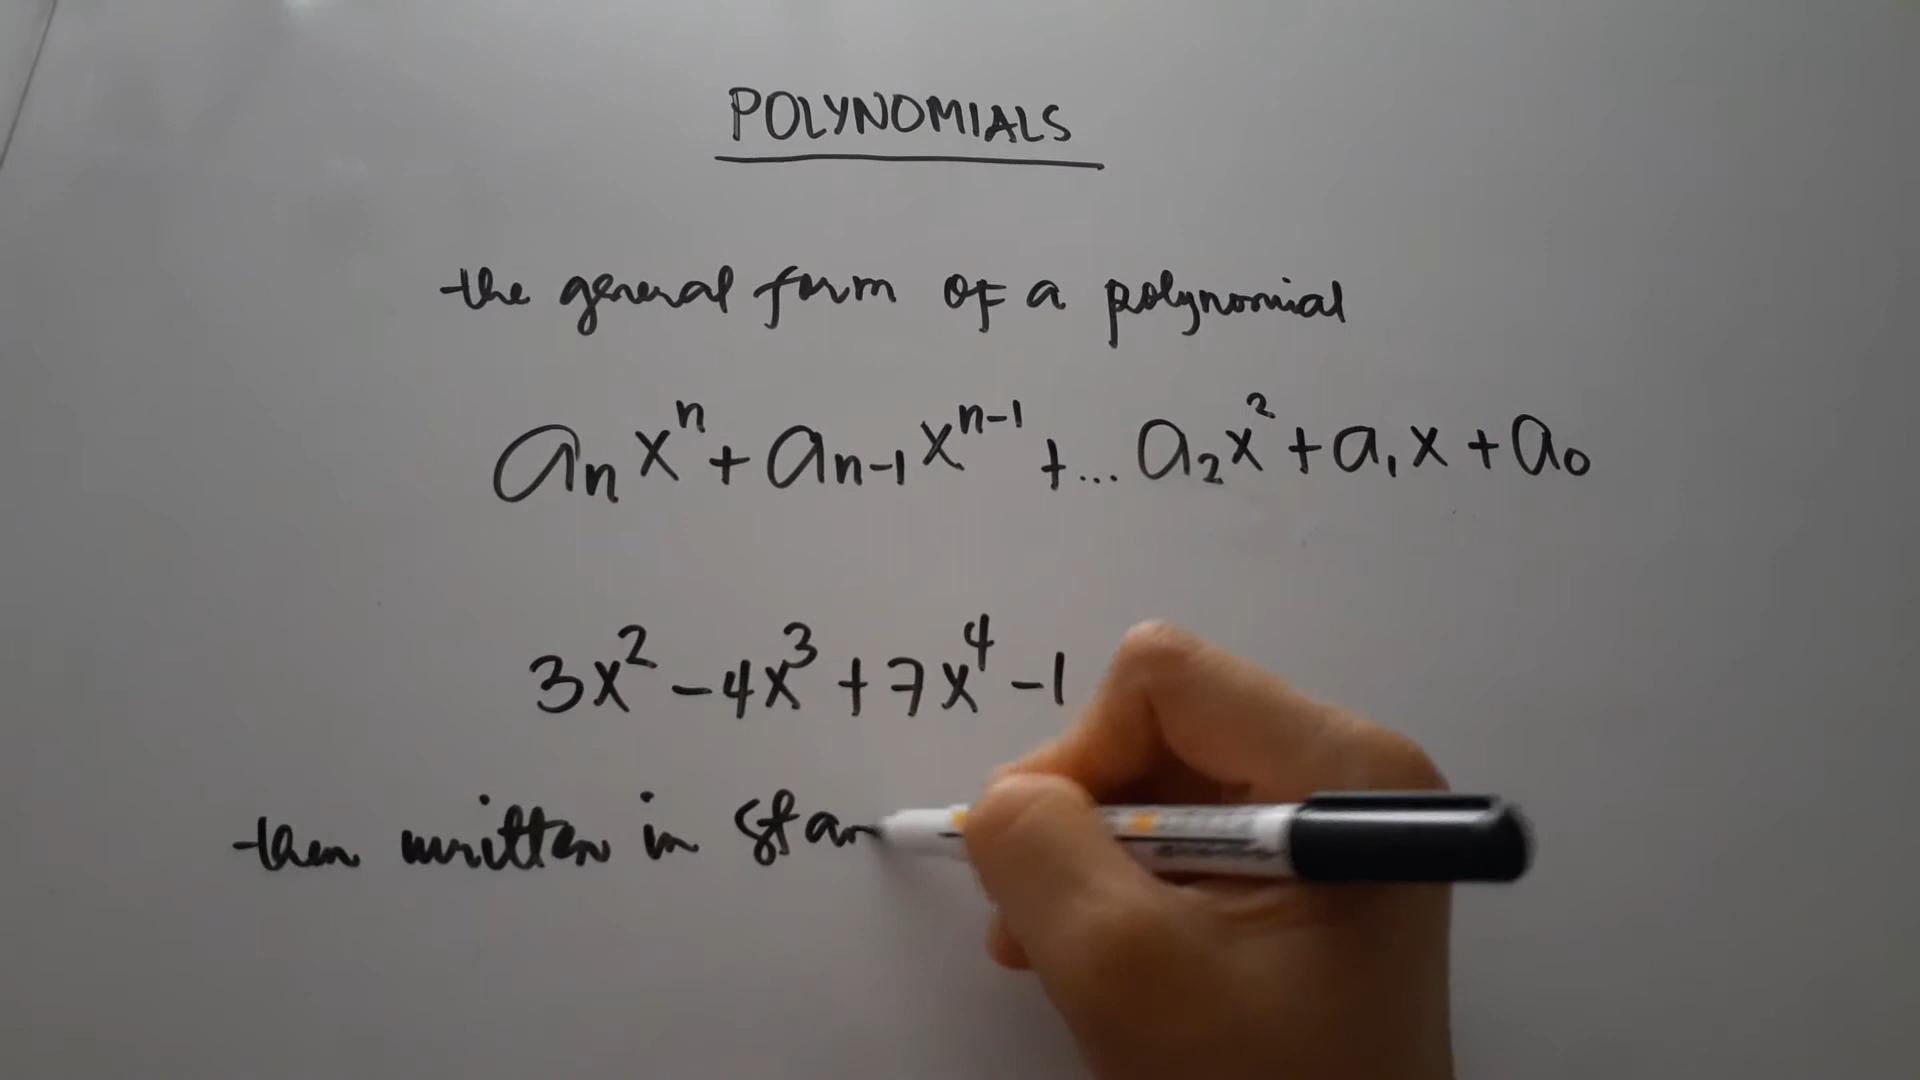 POLYNOMIALS
the general form of a polynomial
aₙxⁿ + aₙ₋₁xⁿ⁻¹ + ... a₂x² + a₁x + a₀
3x² - 4x³ + 7x⁴ - 1
then written in stan